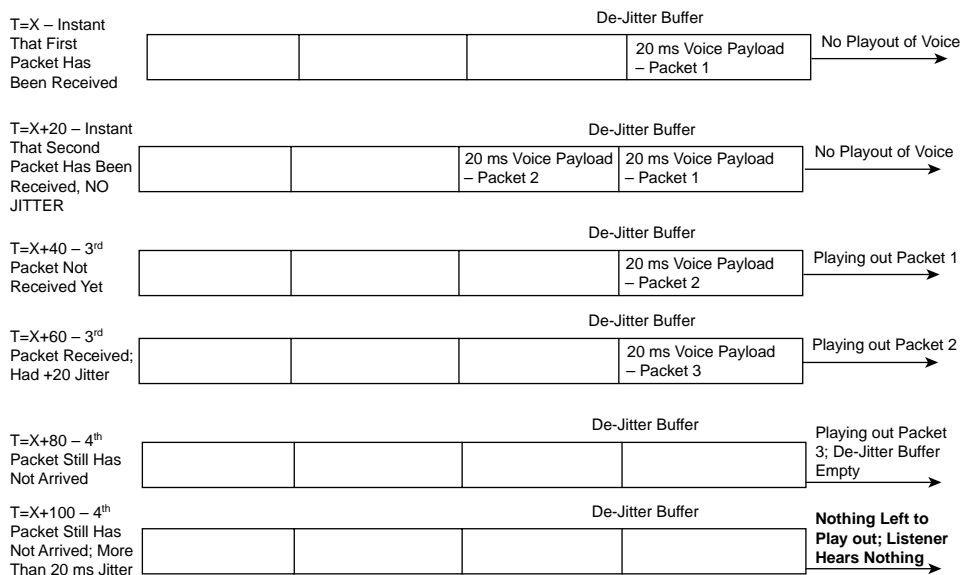 T=X – Instant
That First
Packet Has
Been Received
De-Jitter Buffer
20 ms Voice Payload
– Packet 1
No Playout of Voice
T=X+20 – Instant
That Second
Packet Has Been
Received, NO
JITTER
De-Jitter Buffer
20 ms Voice Payload
– Packet 2
20 ms Voice Payload
– Packet 1
No Playout of Voice
T=X+40 – 3rd
Packet Not
Received Yet
De-Jitter Buffer
20 ms Voice Payload
– Packet 2
Playing out Packet 1
T=X+60 – 3rd
Packet Received;
Had +20 Jitter
De-Jitter Buffer
20 ms Voice Payload
– Packet 3
Playing out Packet 2
T=X+80 – 4th
Packet Still Has
Not Arrived
De-Jitter Buffer
Playing out Packet
3; De-Jitter Buffer
Empty
T=X+100 – 4th
Packet Still Has
Not Arrived; More
Than 20 ms Jitter
De-Jitter Buffer
Nothing Left to
Play out; Listener
Hears Nothing